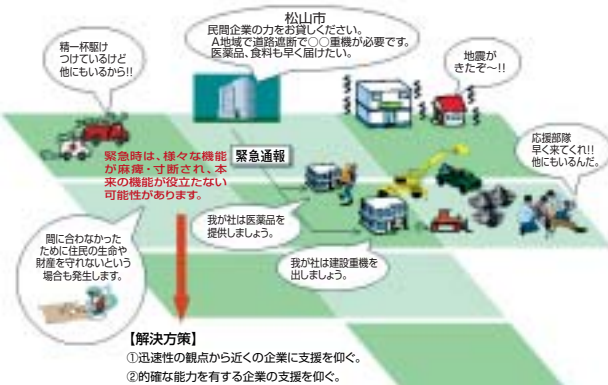 松山市
民間企業の力をお貸しください。
A地域で道路遮断で〇〇重機が必要です。
医薬品、食料も早く届けたい。
精一杯駆け
つけているけど
他にもいるから!!
地震が
きたぞ〜!!
緊急時は、様々な機能
が麻痺・寸断され、本
来の機能が役立たない
可能性があります。
緊急通報
応援部隊
早く来てくれ!!
他にもいるんだ。
我が社は医薬品を
提供しましょう。
我が社は建設重機を
出しましょう。
間に合わなかった
ために住民の生命や
財産を守れないという
場合も発生します。
【解決方策】
①迅速性の観点から近くの企業に支援を仰ぐ。
②的確な能力を有する企業の支援を仰ぐ。